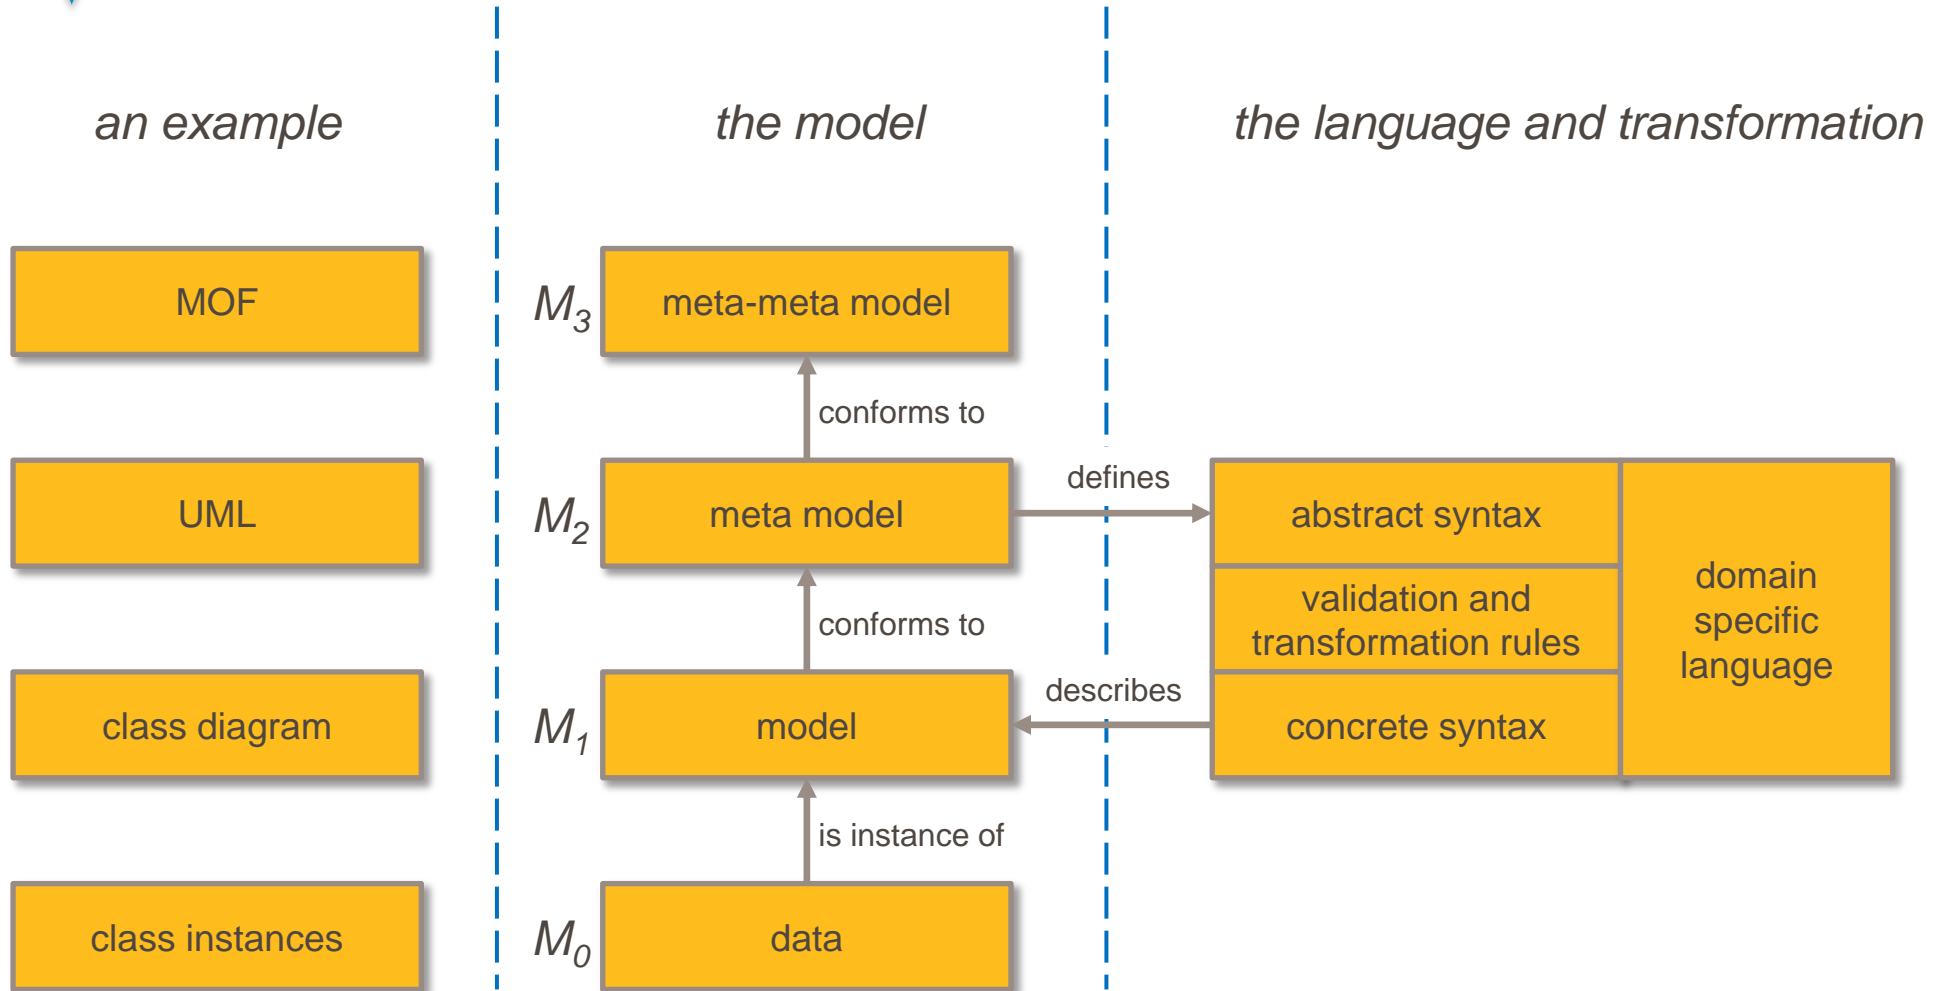 an example
the model
the language and transformation
MOF
M3
meta-meta model
conforms to
UML
M2
meta model
defines
abstract syntax
validation and
transformation rules
domain
specific
language
conforms to
class diagram
M1
model
describes
concrete syntax
is instance of
class instances
M0
data